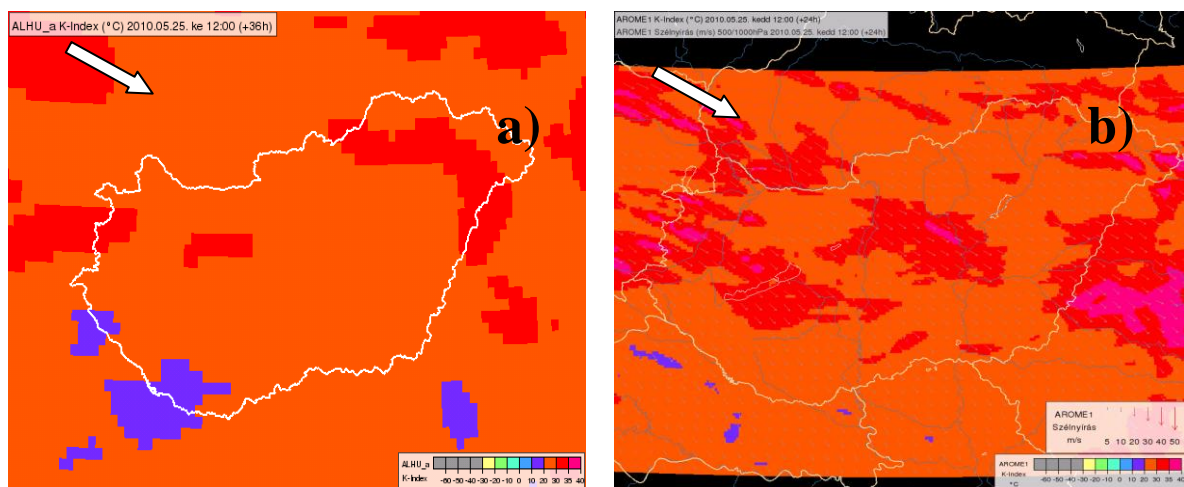 ALHU_a K-Index (°C) 2010.05.25. ke 12:00 (+36h)
a)
ALHU_a
K-Index
-60 -50 -40 -30 -20 -10 0 10 20 25 30 35 40
AROME1 K-Index (°C) 2010.05.25. kedd 12:00 (+24h)
AROME1 Szélnyírás (m/s) 500/1000hPa 2010.05.25. kedd 12:00 (+24h)
b)
AROME1
Szélnyírás
m/s
5 10 20 30 40 50
AROME1
K-Index
°C
-60 -50 -40 -30 -20 -10 0 10 20 25 30 35 40